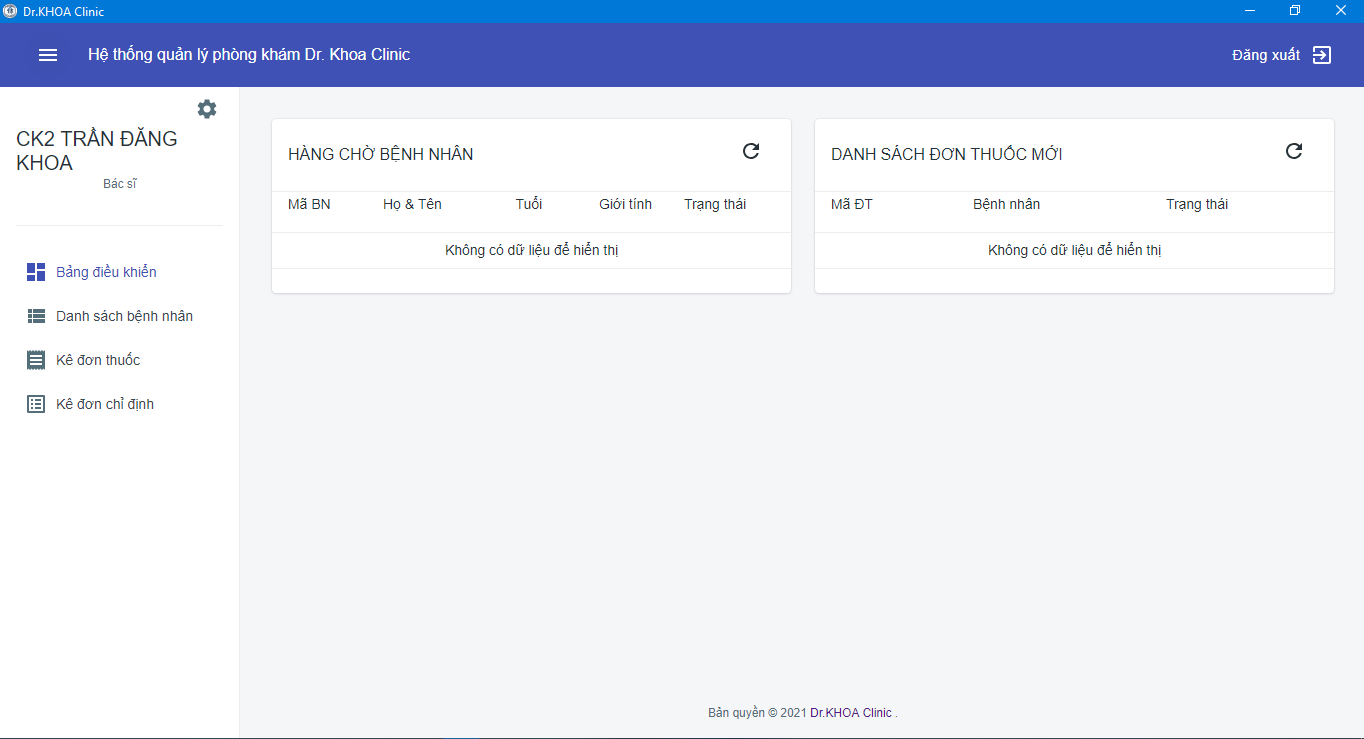 Dr.KHOA Clinic
Hệ thống quản lý phòng khám Dr. Khoa Clinic
Đăng xuất
CK2 TRẦN ĐĂNG
KHOA
Bác sĩ
Bảng điều khiển
Danh sách bệnh nhân
Kê đơn thuốc
Kê đơn chỉ định
HÀNG CHỜ BỆNH NHÂN
Mã BN Họ & Tên Tuổi Giới tính Trạng thái
Không có dữ liệu để hiển thị
DANH SÁCH ĐƠN THUỐC MỚI
Mã ĐT Bệnh nhân Trạng thái
Không có dữ liệu để hiển thị
Bản quyền © 2021 Dr.KHOA Clinic .